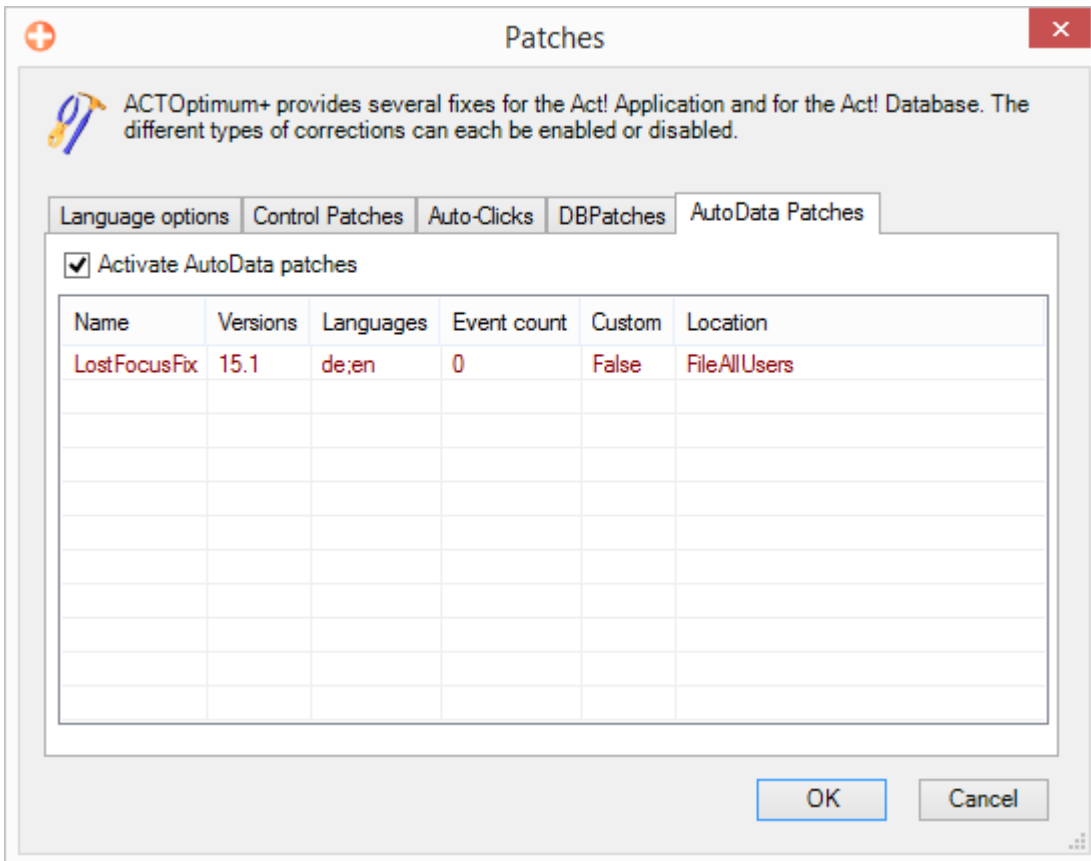 Patches
ACTOptimum+ provides several fixes for the Act! Application and for the Act! Database. The
different types of corrections can each be enabled or disabled.
Language options Control Patches Auto-Clicks DBPatches AutoData Patches
Activate AutoData patches
Name Versions Languages Event count Custom Location
LostFocusFix 15.1 de;en 0 False FileAllUsers
OK Cancel